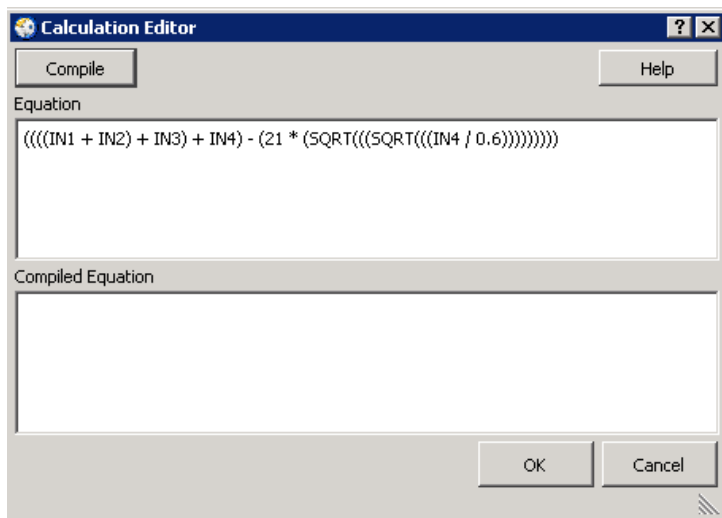 Calculation Editor
Compile
Help
Equation
((((IN1 + IN2) + IN3) + IN4) - (21 * (SQRT(((SQRT(((IN4 / 0.6)))))))))
Compiled Equation
OK
Cancel